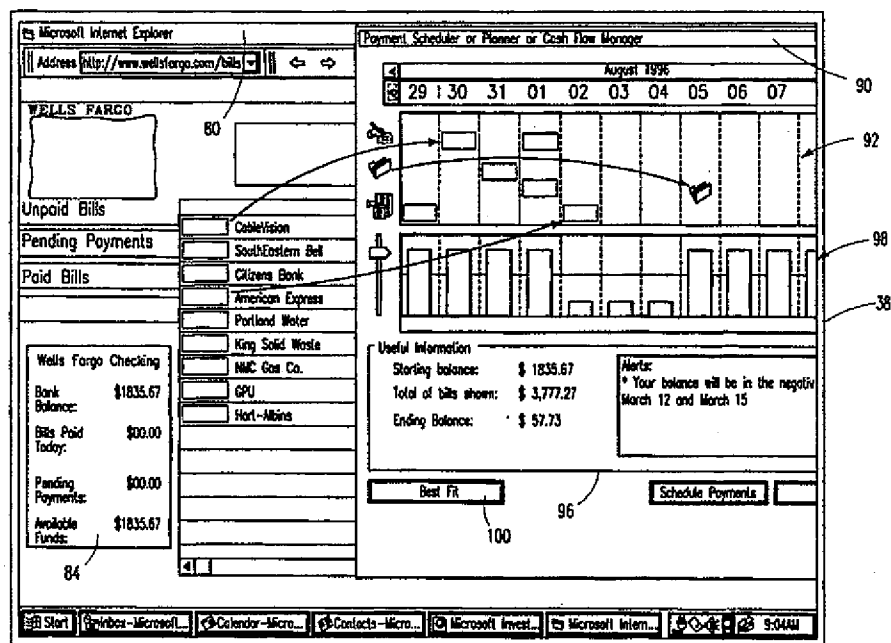 Microsoft Internet Explorer
Address http://www.wellsfargo.com/bills
80
WELLS FARGO
Unpaid Bills
Pending Payments
Paid Bills
Wells Fargo Checking
Bank Balance: $1835.67
Bills Paid Today: $00.00
Pending Payments: $00.00
Available Funds: $1835.67
84
CableVision
SouthEastern Bell
Citizens Bank
American Express
Portland Water
King Solid Waste
NMC Gas Co.
GPU
Hart-Albins
Payment Scheduler or Planner or Cash Flow Manager
90
August 1996
29 30 31 01 02 03 04 05 06 07
92
98
38
Useful Information
Starting balance: $ 1835.67
Total of bills shown: $ 3,777.27
Ending Balance: $ 57.73
Alerts:
* Your balance will be in the negativ
March 12 and March 15
Best Fit
100
96
Schedule Payments
Start
Inbox-Microsoft...
Calendar-Micro...
Contacts-Micro...
Microsoft Invest...
Microsoft Intern...
9:04AM